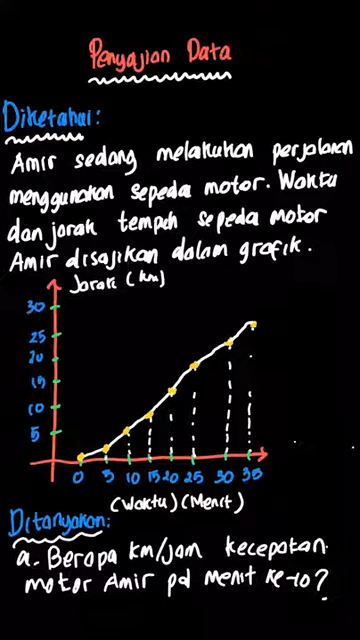 Penyajian Data
Diketahui:
Amir sedang melakukan perjalanan
menggunakan sepeda motor. Waktu
dan jarak tempuh sepeda motor
Amir disajikan dalam grafik.
Jarak (km)
30
25
20
15
10
5
0 5 10 15 20 25 30 35
(Waktu) (Menit)
Ditanyakan:
a. Berapa km/jam kecepatan
motor Amir pd Menit ke-10?